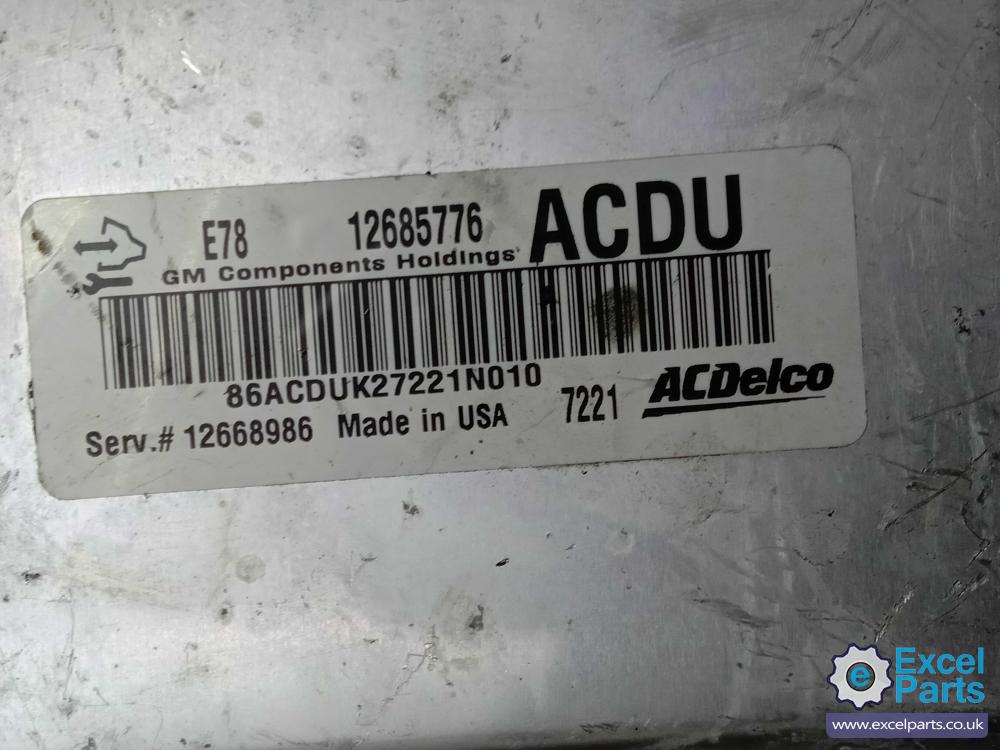 E78 12685776 ACDU
GM Components Holdings
86ACDUK27221N010
7221 ACDelco
Serv.# 12668986 Made in USA
e Excel
Parts
www.excelparts.co.uk